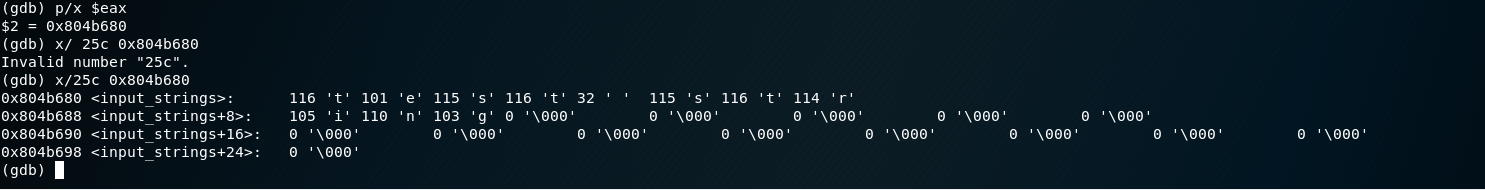 (gdb) p/x $eax
$2 = 0x804b680
(gdb) x/ 25c 0x804b680
Invalid number "25c".
(gdb) x/25c 0x804b680
0x804b680 <input_strings>:      116 't' 101 'e' 115 's' 116 't' 32 ' '  115 's' 116 't' 114 'r'
0x804b688 <input_strings+8>:    105 'i' 110 'n' 103 'g' 0 '\000'        0 '\000'        0 '\000'        0 '\000'        0 '\000'
0x804b690 <input_strings+16>:   0 '\000'        0 '\000'        0 '\000'        0 '\000'        0 '\000'        0 '\000'        0 '\000'        0 '\000'
0x804b698 <input_strings+24>:   0 '\000'
(gdb)